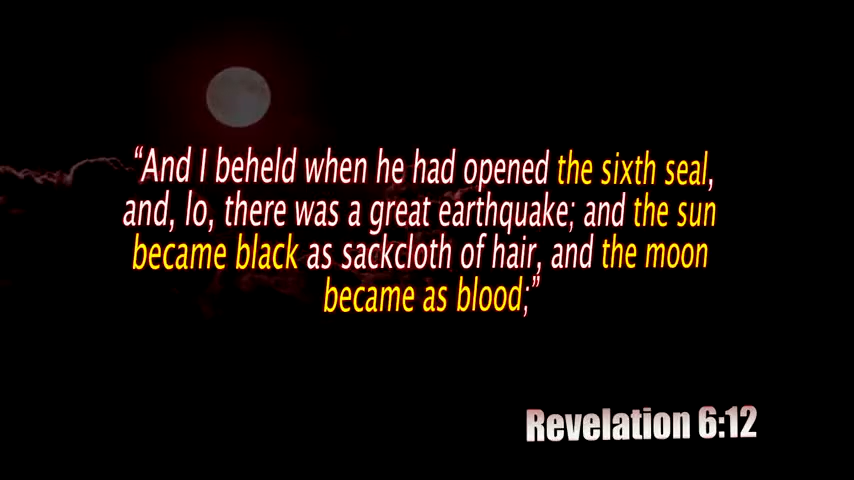 “And I beheld when he had opened the sixth seal,
and, lo, there was a great earthquake; and the sun
became black as sackcloth of hair, and the moon
became as blood;”
Revelation 6:12